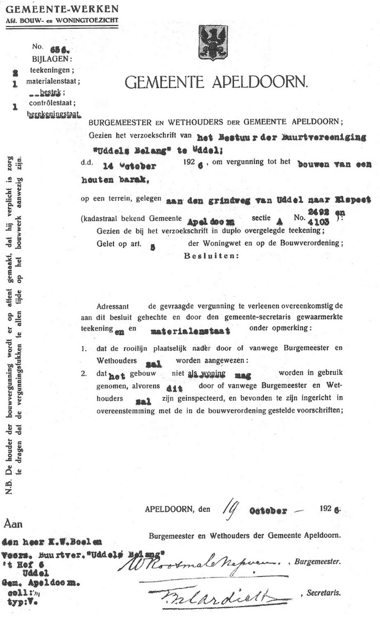 GEMEENTE-WERKEN
Afd. BOUW- en WONINGTOEZICHT
No. 656.
BIJLAGEN:
2 teekeningen;
1 materialenstaat;
bestek;
1 contrôlestaat;
berekeningstaat.
GEMEENTE APELDOORN.
BURGEMEESTER EN WETHOUDERS DER GEMEENTE APELDOORN;
Gezien het verzoekschrift van het Bestuur der Buurtvereeniging
"Uddels Belang" te Uddel;
d.d. 14 October 1926, om vergunning tot het bouwen van een
houten barak,
op een terrein, gelegen aan den grindweg van Uddel naar Elspeet
(kadastraal bekend Gemeente Apeldoorn sectie A No. 2492 en 4103 );
Gezien de bij het verzoekschrift in duplo overgelegde teekening;
Gelet op art. 5 der Woningwet en op de Bouwverordening;
Besluiten:
Adressant de gevraagde vergunning te verleenen overeenkomstig de
aan dit besluit gehechte en door den gemeente-secretaris gewaarmerkte
teekening en en materialenstaat onder opmerking:
1. dat de rooilijn plaatselijk nader door of vanwege Burgemeester en
Wethouders sal worden aangewezen:
2. dat het gebouw niet als woning mag worden in gebruik
genomen, alvorens dit door of vanwege Burgemeester en Wet-
houders sal zijn geinspecteerd, en bevonden te zijn ingericht in
overeenstemming met de in de bouwverordening gestelde voorschriften;
N.B. De houder der bouwvergunning wordt er op attent gemaakt, dat hij verplicht is zorg
te dragen dat de vergunningstukken te allen tijde op het bouwwerk aanwezig zijn.
APELDOORN, den 19 October - 1926.
Aan
den heer K.W.Boelen
Voors. Buurtver."Uddels Belang"
't Hof 6
Uddel
Gem. Apeldoorn.
coll:
typ:V.
Burgemeester en Wethouders der Gemeente Apeldoorn.
, Burgemeester.
, Secretaris.